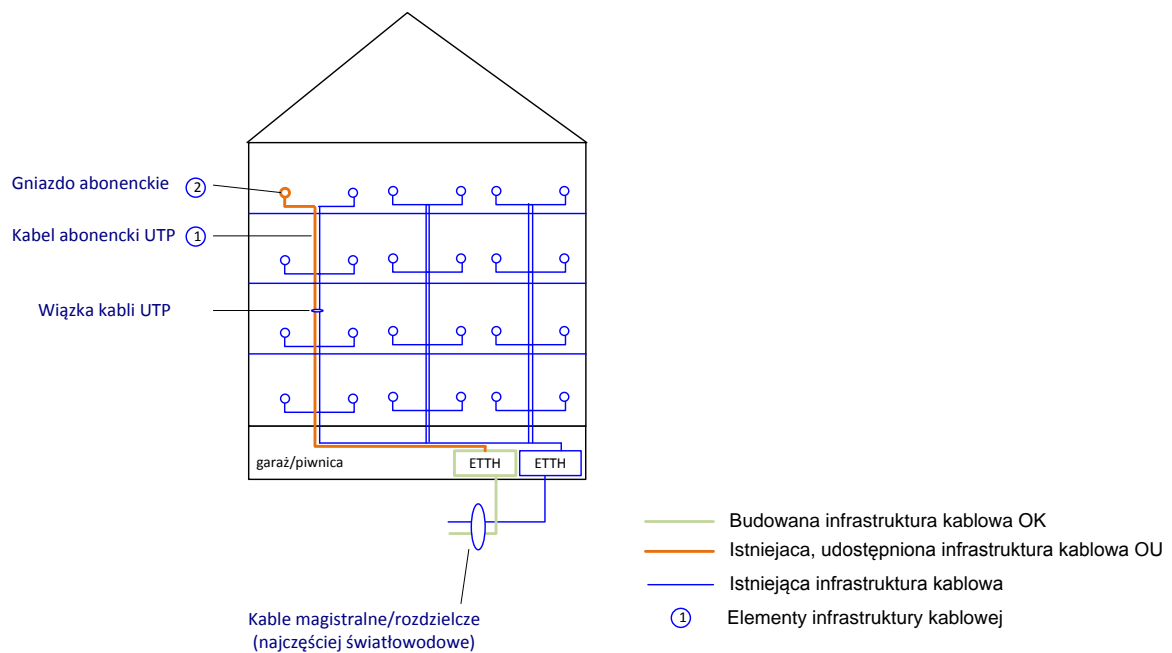 Gniazdo abonenckie 2
Kabel abonencki UTP 1
Wiązka kabli UTP
garaż/piwnica
ETTH
ETTH
Kable magistralne/rozdzielcze
(najczęściej światłowodowe)
Budowana infrastruktura kablowa OK
Istniejaca, udostępniona infrastruktura kablowa OU
Istniejąca infrastruktura kablowa
1 Elementy infrastruktury kablowej